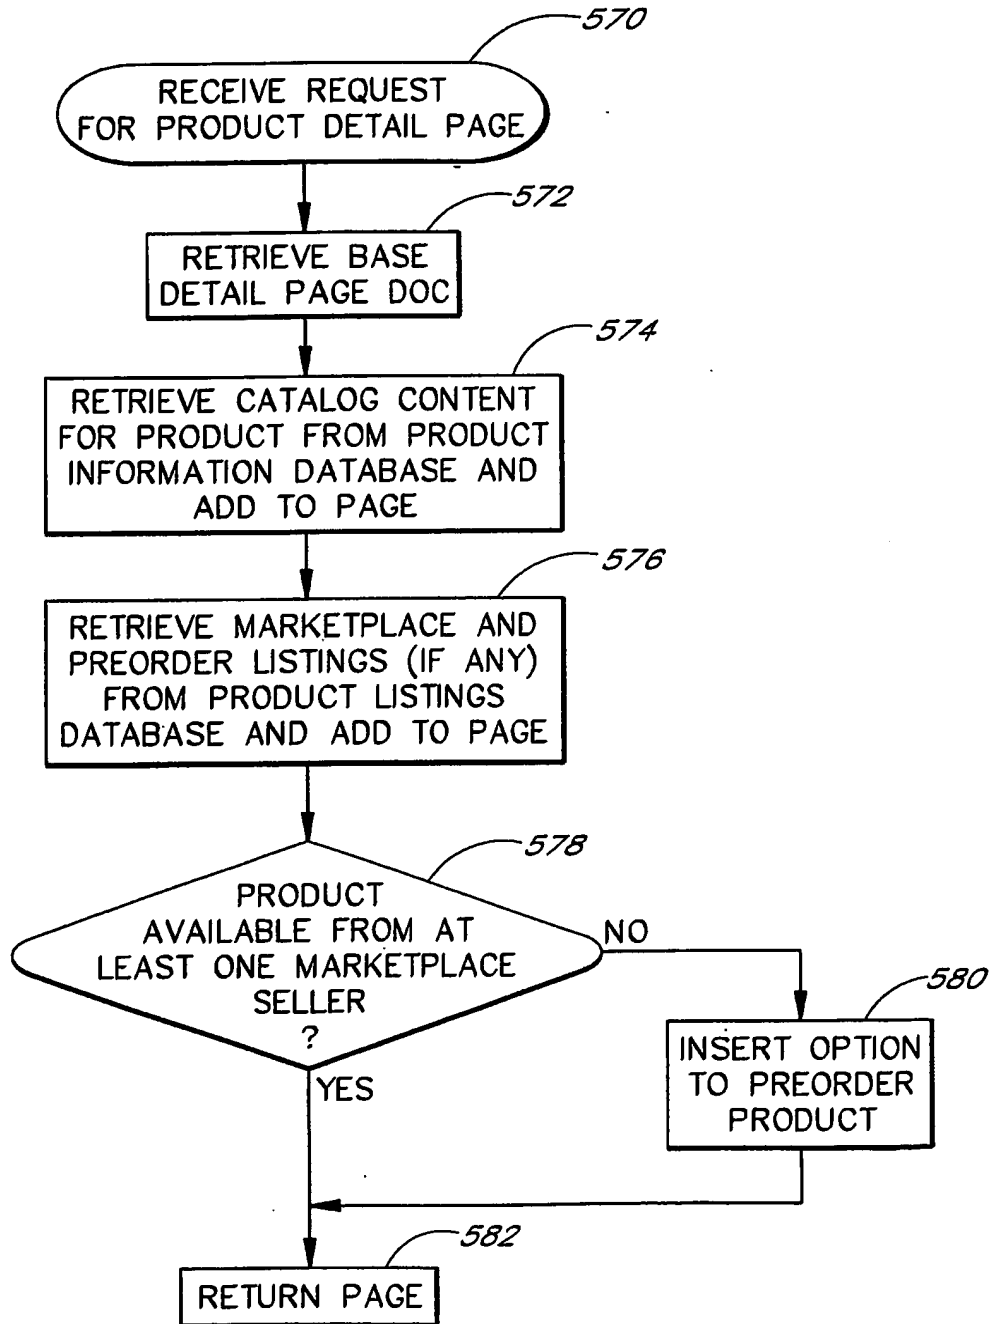 570
RECEIVE REQUEST
FOR PRODUCT DETAIL PAGE
572
RETRIEVE BASE
DETAIL PAGE DOC
574
RETRIEVE CATALOG CONTENT
FOR PRODUCT FROM PRODUCT
INFORMATION DATABASE AND
ADD TO PAGE
576
RETRIEVE MARKETPLACE AND
PREORDER LISTINGS (IF ANY)
FROM PRODUCT LISTINGS
DATABASE AND ADD TO PAGE
578
PRODUCT
AVAILABLE FROM AT
LEAST ONE MARKETPLACE
SELLER
?
NO
580
INSERT OPTION
TO PREORDER
PRODUCT
YES
582
RETURN PAGE